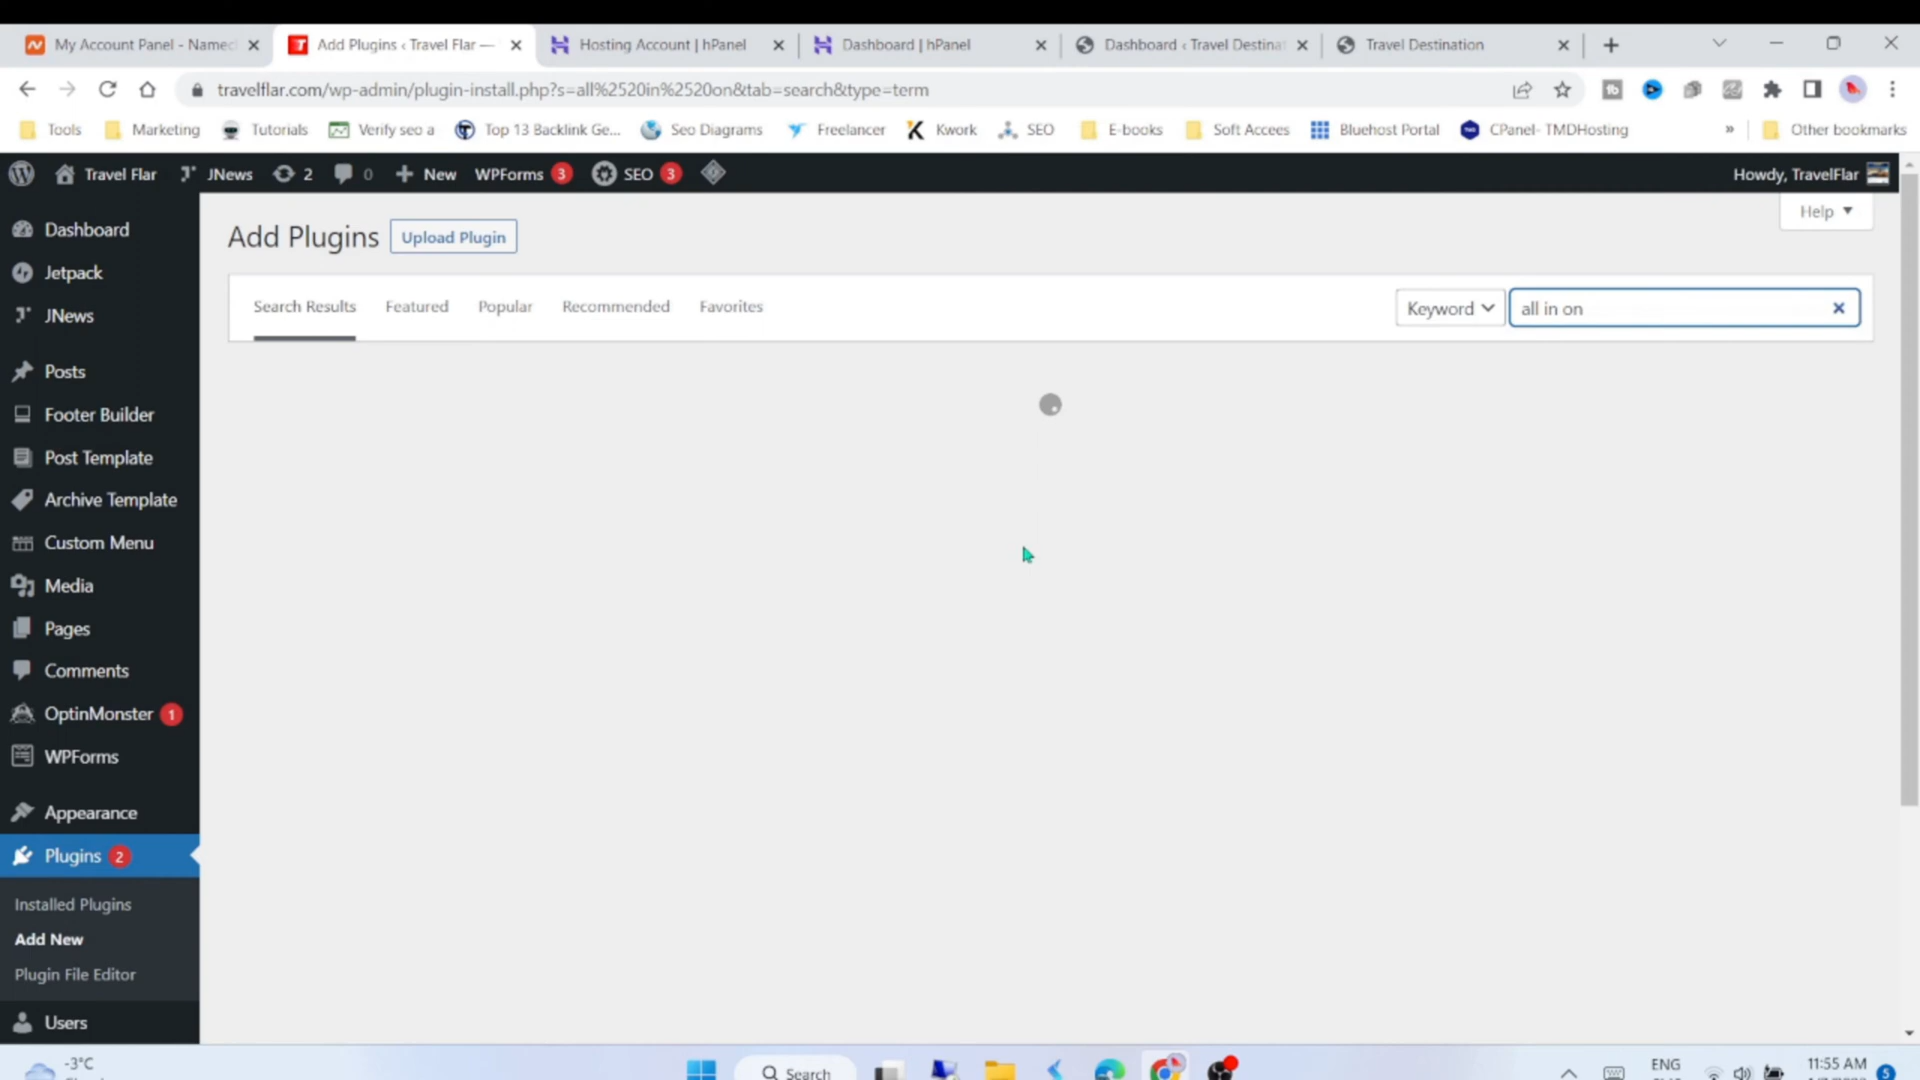 My Account Panel - Namec
Add Plugins ‹ Travel Flar —
Hosting Account | hPanel
Dashboard | hPanel
Dashboard ‹ Travel Destinat
Travel Destination
travelflar.com/wp-admin/plugin-install.php?s=all%2520in%2520on&tab=search&type=term
Tools
Marketing
Tutorials
Verify seo a
Top 13 Backlink Ge...
Seo Diagrams
Freelancer
Kwork
SEO
E-books
Soft Accees
Bluehost Portal
CPanel- TMDHosting
»
Other bookmarks
Travel Flar
JNews
2
0
New
WPForms 3
SEO 3
Howdy, TravelFlar
Help
Dashboard
Jetpack
JNews
Posts
Footer Builder
Post Template
Archive Template
Custom Menu
Media
Pages
Comments
OptinMonster 1
WPForms
Appearance
Plugins 2
Installed Plugins
Add New
Plugin File Editor
Users
Add Plugins
Upload Plugin
Search Results
Featured
Popular
Recommended
Favorites
Keyword
all in on
-3°C
Search
ENG
11:55 AM
5